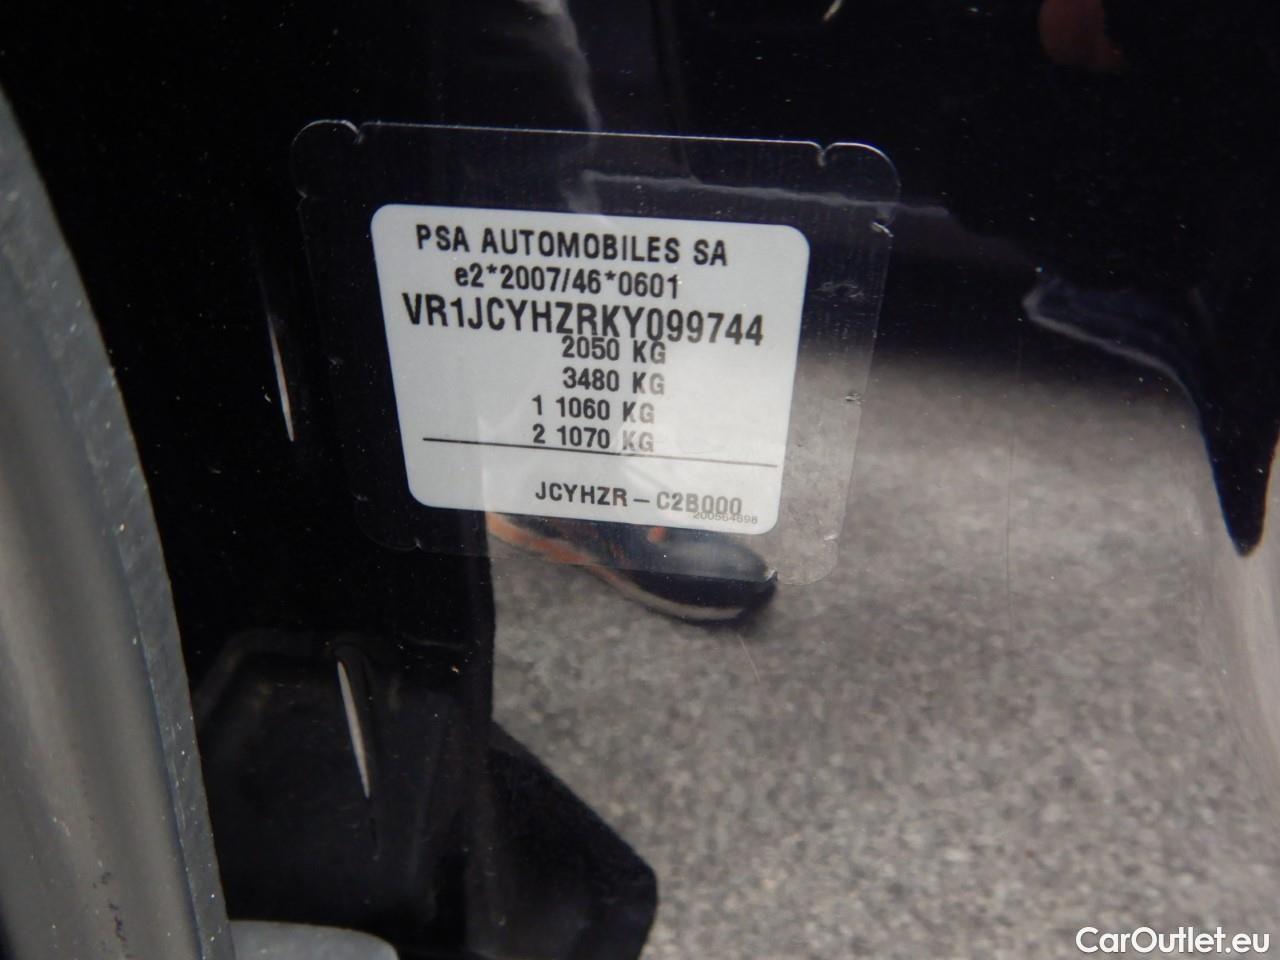 PSA AUTOMOBILES SA
e2*2007/46*0601
VR1JCYHZRKY099744
2050 KG
3480 KG
1 1060 KG
2 1070 KG
JCYHZR – C2B000
200564898
CarOutlet.eu